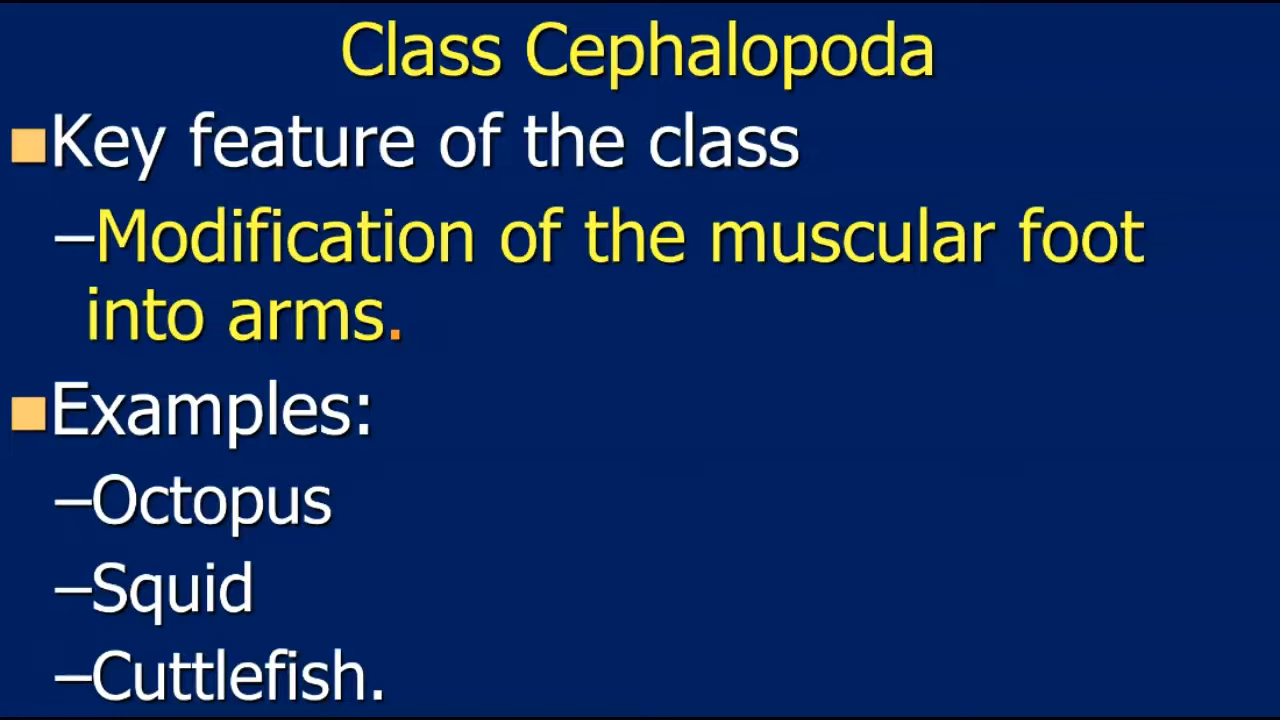 Class Cephalopoda
■Key feature of the class
–Modification of the muscular foot
into arms.
■Examples:
–Octopus
–Squid
–Cuttlefish.